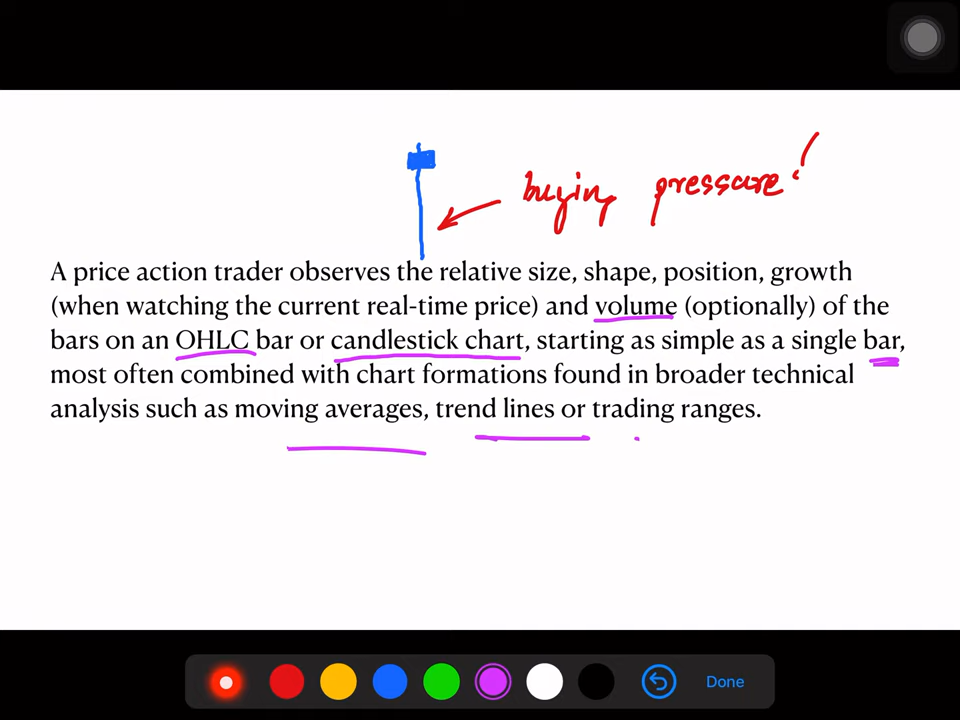 buying pressure!
A price action trader observes the relative size, shape, position, growth
(when watching the current real-time price) and volume (optionally) of the
bars on an OHLC bar or candlestick chart, starting as simple as a single bar,
most often combined with chart formations found in broader technical
analysis such as moving averages, trend lines or trading ranges.
Done